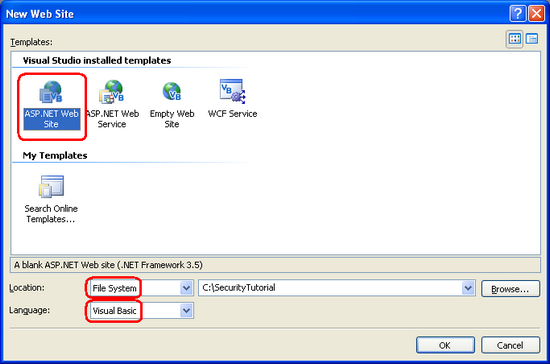 New Web Site
Templates:
Visual Studio installed templates
ASP.NET Web Site
ASP.NET Web Service
Empty Web Site
WCF Service
My Templates
Search Online Templates...
A blank ASP.NET Web site (.NET Framework 3.5)
Location: File System C:\SecurityTutorial Browse...
Language: Visual Basic
OK Cancel